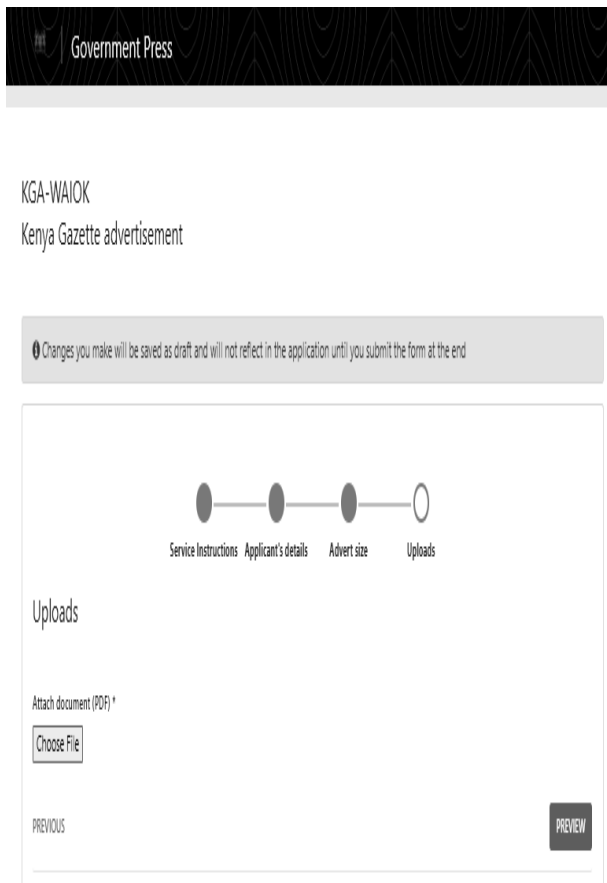 Government Press
KGA-WAIOK
Kenya Gazette advertisement
Changes you make will be saved as draft and will not reflect in the application until you submit the form at the end
Service Instructions Applicant's details Advert size Uploads
Uploads
Attach document (PDF) *
Choose File
PREVIOUS PREVIEW